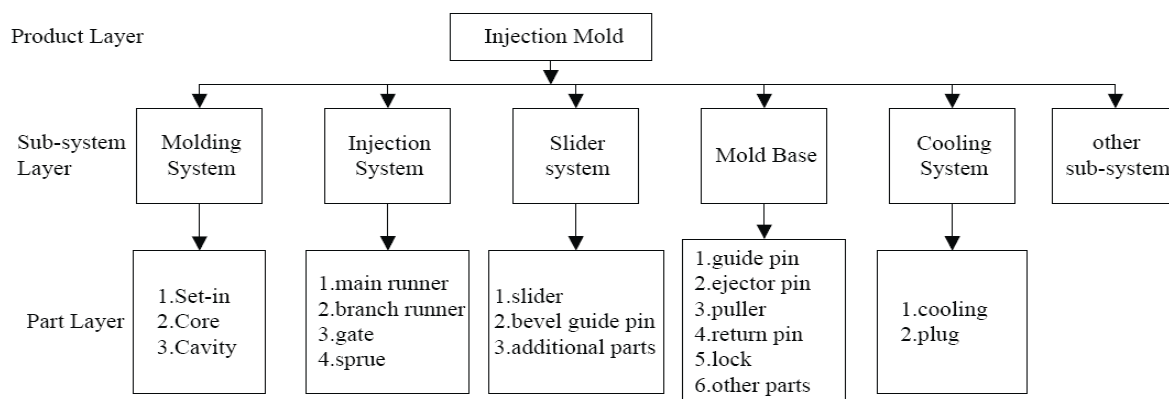 Product Layer
Injection Mold
Sub-system
Layer
Molding
System
Injection
System
Slider
system
Mold Base
Cooling
System
other
sub-system
Part Layer
1.Set-in
2.Core
3.Cavity
1.main runner
2.branch runner
3.gate
4.sprue
1.slider
2.bevel guide pin
3.additional parts
1.guide pin
2.ejector pin
3.puller
4.return pin
5.lock
6.other parts
1.cooling
2.plug